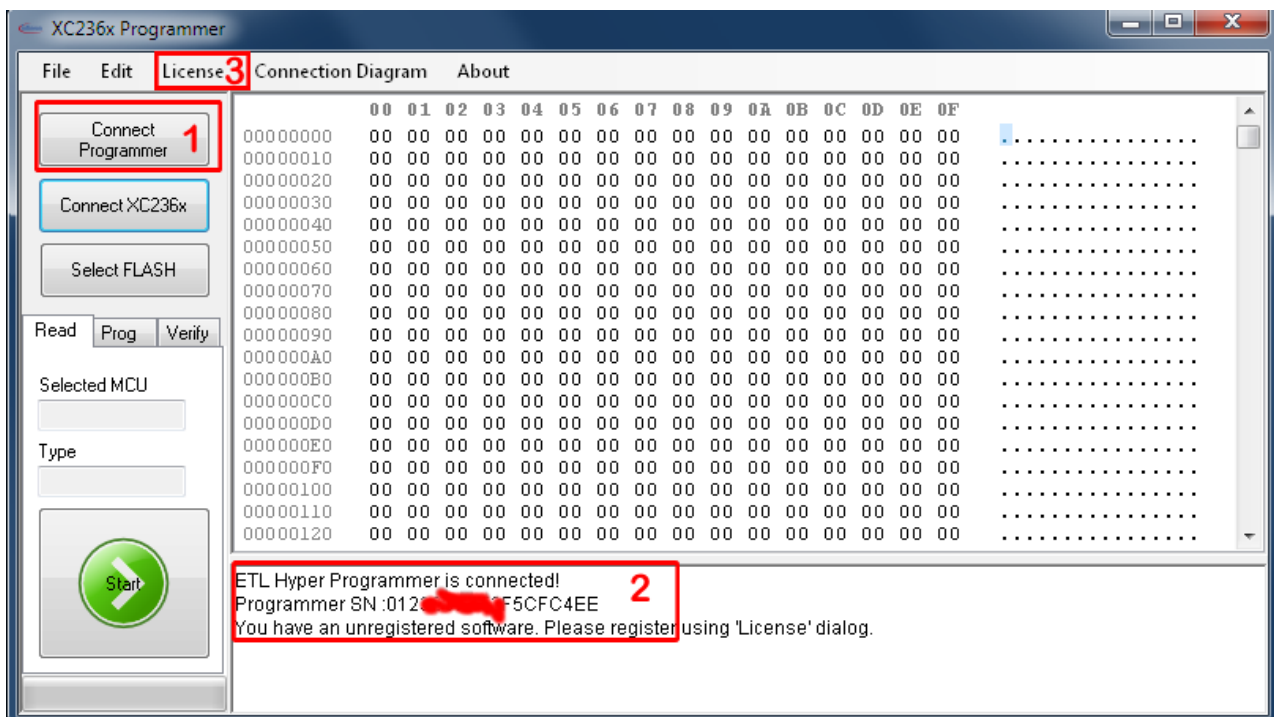 XC236x Programmer
File Edit License 3 Connection Diagram About
Connect Programmer 1
Connect XC236x
Select FLASH
Read Prog Verify
Selected MCU
Type
Start
00 01 02 03 04 05 06 07 08 09 0A 0B 0C 0D 0E 0F
00000000 00 00 00 00 00 00 00 00 00 00 00 00 00 00 00 00 ................
00000010 00 00 00 00 00 00 00 00 00 00 00 00 00 00 00 00 ................
00000020 00 00 00 00 00 00 00 00 00 00 00 00 00 00 00 00 ................
00000030 00 00 00 00 00 00 00 00 00 00 00 00 00 00 00 00 ................
00000040 00 00 00 00 00 00 00 00 00 00 00 00 00 00 00 00 ................
00000050 00 00 00 00 00 00 00 00 00 00 00 00 00 00 00 00 ................
00000060 00 00 00 00 00 00 00 00 00 00 00 00 00 00 00 00 ................
00000070 00 00 00 00 00 00 00 00 00 00 00 00 00 00 00 00 ................
00000080 00 00 00 00 00 00 00 00 00 00 00 00 00 00 00 00 ................
00000090 00 00 00 00 00 00 00 00 00 00 00 00 00 00 00 00 ................
000000A0 00 00 00 00 00 00 00 00 00 00 00 00 00 00 00 00 ................
000000B0 00 00 00 00 00 00 00 00 00 00 00 00 00 00 00 00 ................
000000C0 00 00 00 00 00 00 00 00 00 00 00 00 00 00 00 00 ................
000000D0 00 00 00 00 00 00 00 00 00 00 00 00 00 00 00 00 ................
000000E0 00 00 00 00 00 00 00 00 00 00 00 00 00 00 00 00 ................
000000F0 00 00 00 00 00 00 00 00 00 00 00 00 00 00 00 00 ................
00000100 00 00 00 00 00 00 00 00 00 00 00 00 00 00 00 00 ................
00000110 00 00 00 00 00 00 00 00 00 00 00 00 00 00 00 00 ................
00000120 00 00 00 00 00 00 00 00 00 00 00 00 00 00 00 00 ................
ETL Hyper Programmer is connected! 2
Programmer SN :
You have an unregistered software. Please register using 'License' dialog.